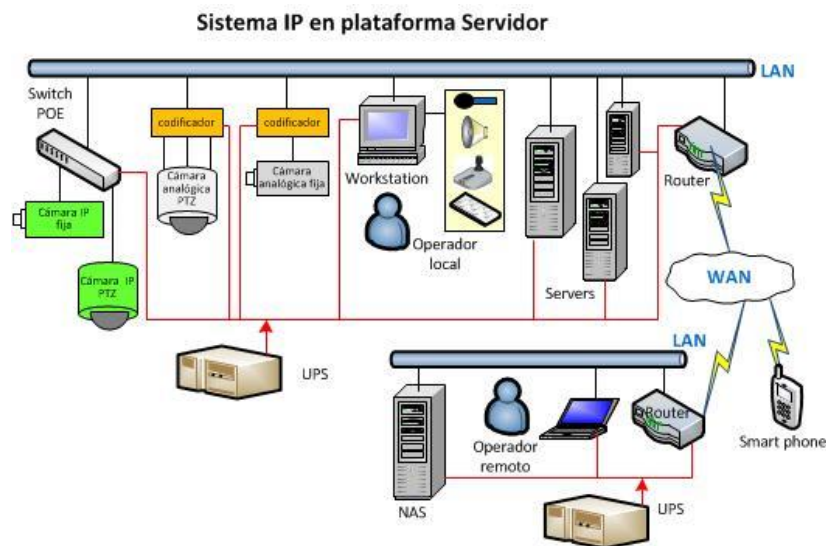 Sistema IP en plataforma Servidor
LAN
Switch
POE
codificador
codificador
Cámara
analógica
PTZ
Cámara
analógica fija
Workstation
Router
Cámara IP
fija
Operador
local
Cámara IP
PTZ
Servers
WAN
UPS
LAN
Router
Operador
remoto
Smart phone
NAS
UPS